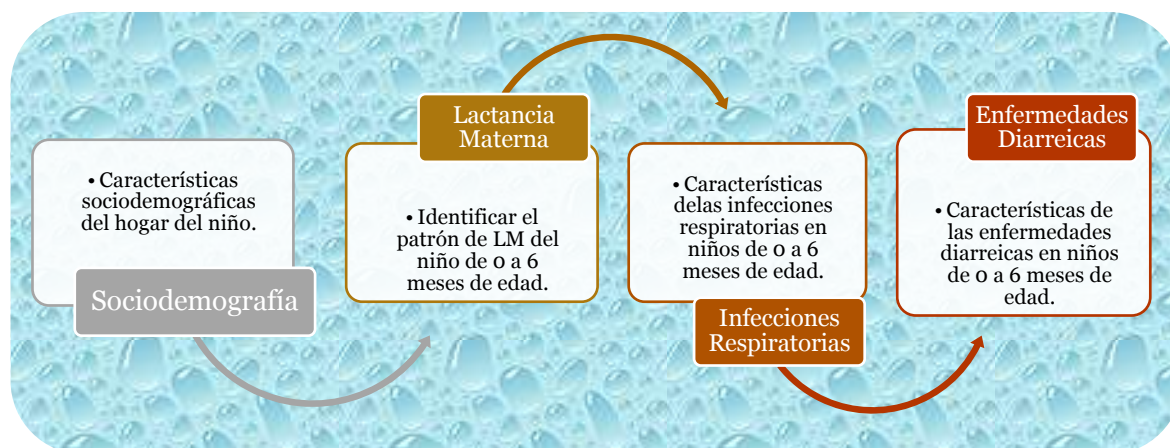 • Características
sociodemográficas
del hogar del niño.
Sociodemografía
Lactancia
Materna
• Identificar el
patrón de LM del
niño de 0 a 6
meses de edad.
• Características
delas infecciones
respiratorias en
niños de 0 a 6
meses de edad.
Infecciones
Respiratorias
Enfermedades
Diarreicas
• Características de
las enfermedades
diarreicas en niños
de 0 a 6 meses de
edad.